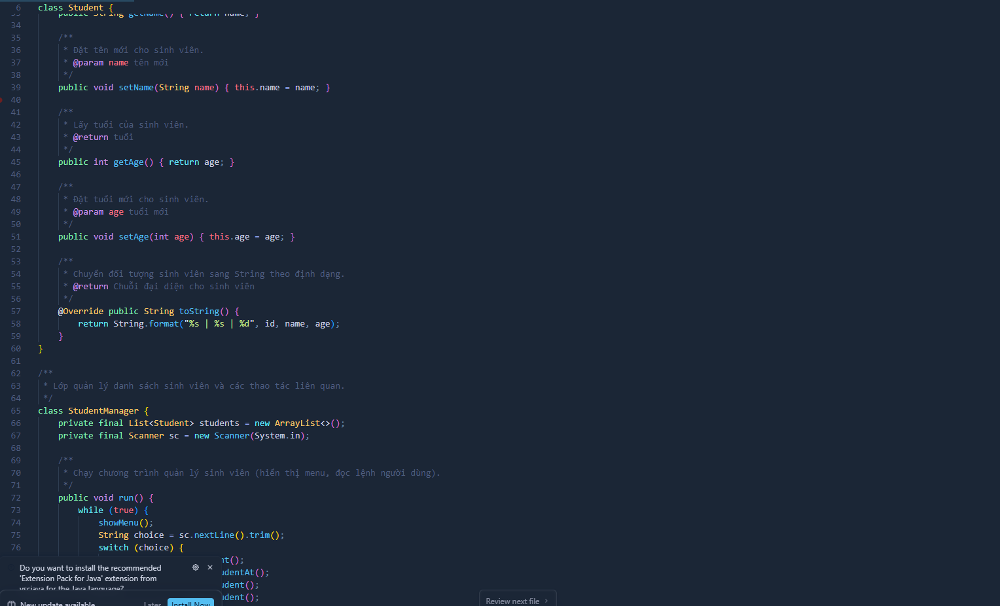 6 class Student {
34
35 /**
36 * Đặt tên mới cho sinh viên.
37 * @param name tên mới
38 */
39 public void setName(String name) { this.name = name; }
40
41 /**
42 * Lấy tuổi của sinh viên.
43 * @return tuổi
44 */
45 public int getAge() { return age; }
46
47 /**
48 * Đặt tuổi mới cho sinh viên.
49 * @param age tuổi mới
50 */
51 public void setAge(int age) { this.age = age; }
52
53 /**
54 * Chuyển đổi tượng sinh viên sang String theo định dạng.
55 * @return Chuỗi đại diện cho sinh viên
56 */
57 @Override public String toString() {
58 return String.format("%s | %s | %d", id, name, age);
59 }
60 }
61
62 /**
63 * Lớp quản lý danh sách sinh viên và các thao tác liên quan.
64 */
65 class StudentManager {
66 private final List<Student> students = new ArrayList<>();
67 private final Scanner sc = new Scanner(System.in);
68
69 /**
70 * Chạy chương trình quản lý sinh viên (hiển thị menu, đọc lệnh người dùng).
71 */
72 public void run() {
73 while (true) {
74 showMenu();
75 String choice = sc.nextLine().trim();
76 switch (choice) {
nt();
udentAt();
udent();
udent();
Do you want to install the recommended
'Extension Pack for Java' extension from
vscjava for the Java language?
New update available
Later
Install Now
Review next file ›